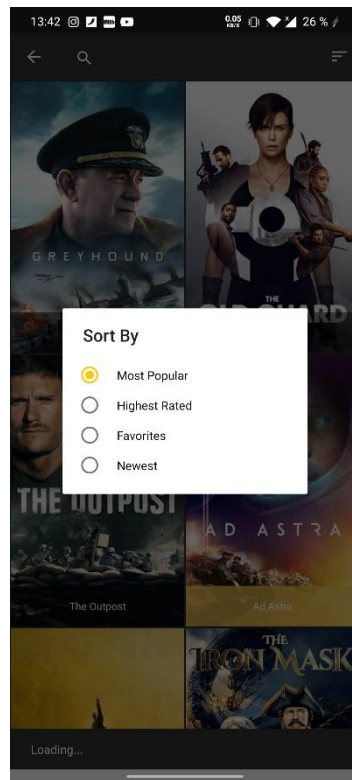 13:42
0.05
KB/S
26 %
GREYHOUND
THE
OLD GUARD
Sort By
Most Popular
Highest Rated
Favorites
Newest
THE OUTPOST
AD ASTRA
The Outpost
Ad Astra
THE
IRON MASK
Loading...